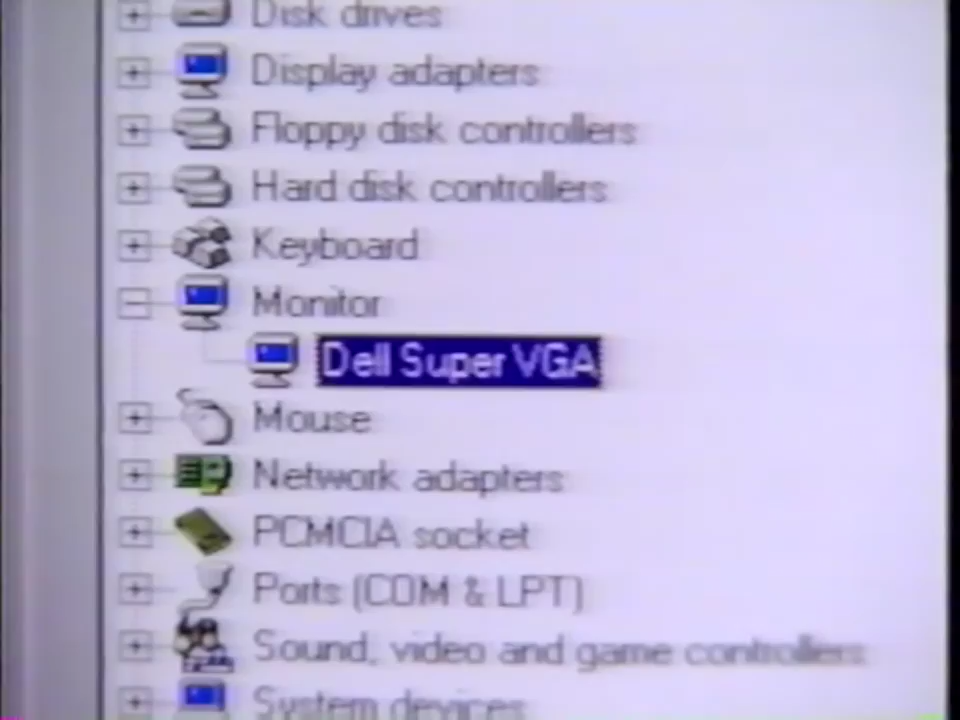 Disk drives
Display adapters
Floppy disk controllers
Hard disk controllers
Keyboard
Monitor
Dell Super VGA
Mouse
Network adapters
PCMCIA socket
Ports (COM & LPT)
Sound, video and game controllers
System devices